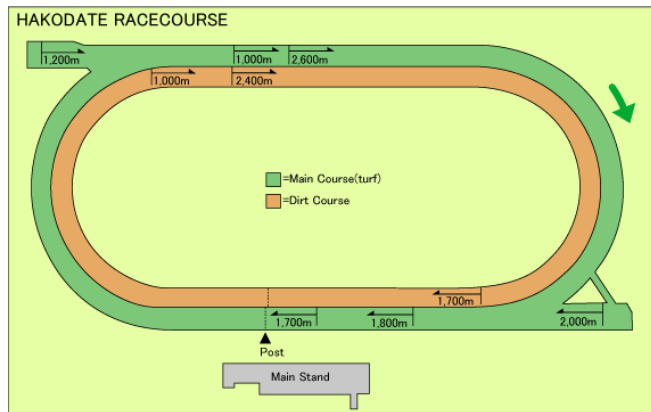 HAKODATE RACECOURSE
1,200m
1,000m
2,600m
1,000m
2,400m
=Main Course(turf)
=Dirt Course
1,700m
1,700m
1,800m
2,000m
Post
Main Stand